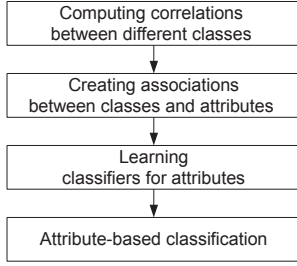 Computing correlations
between different classes
Creating associations
between classes and attributes
Learning
classifiers for attributes
Attribute-based classification